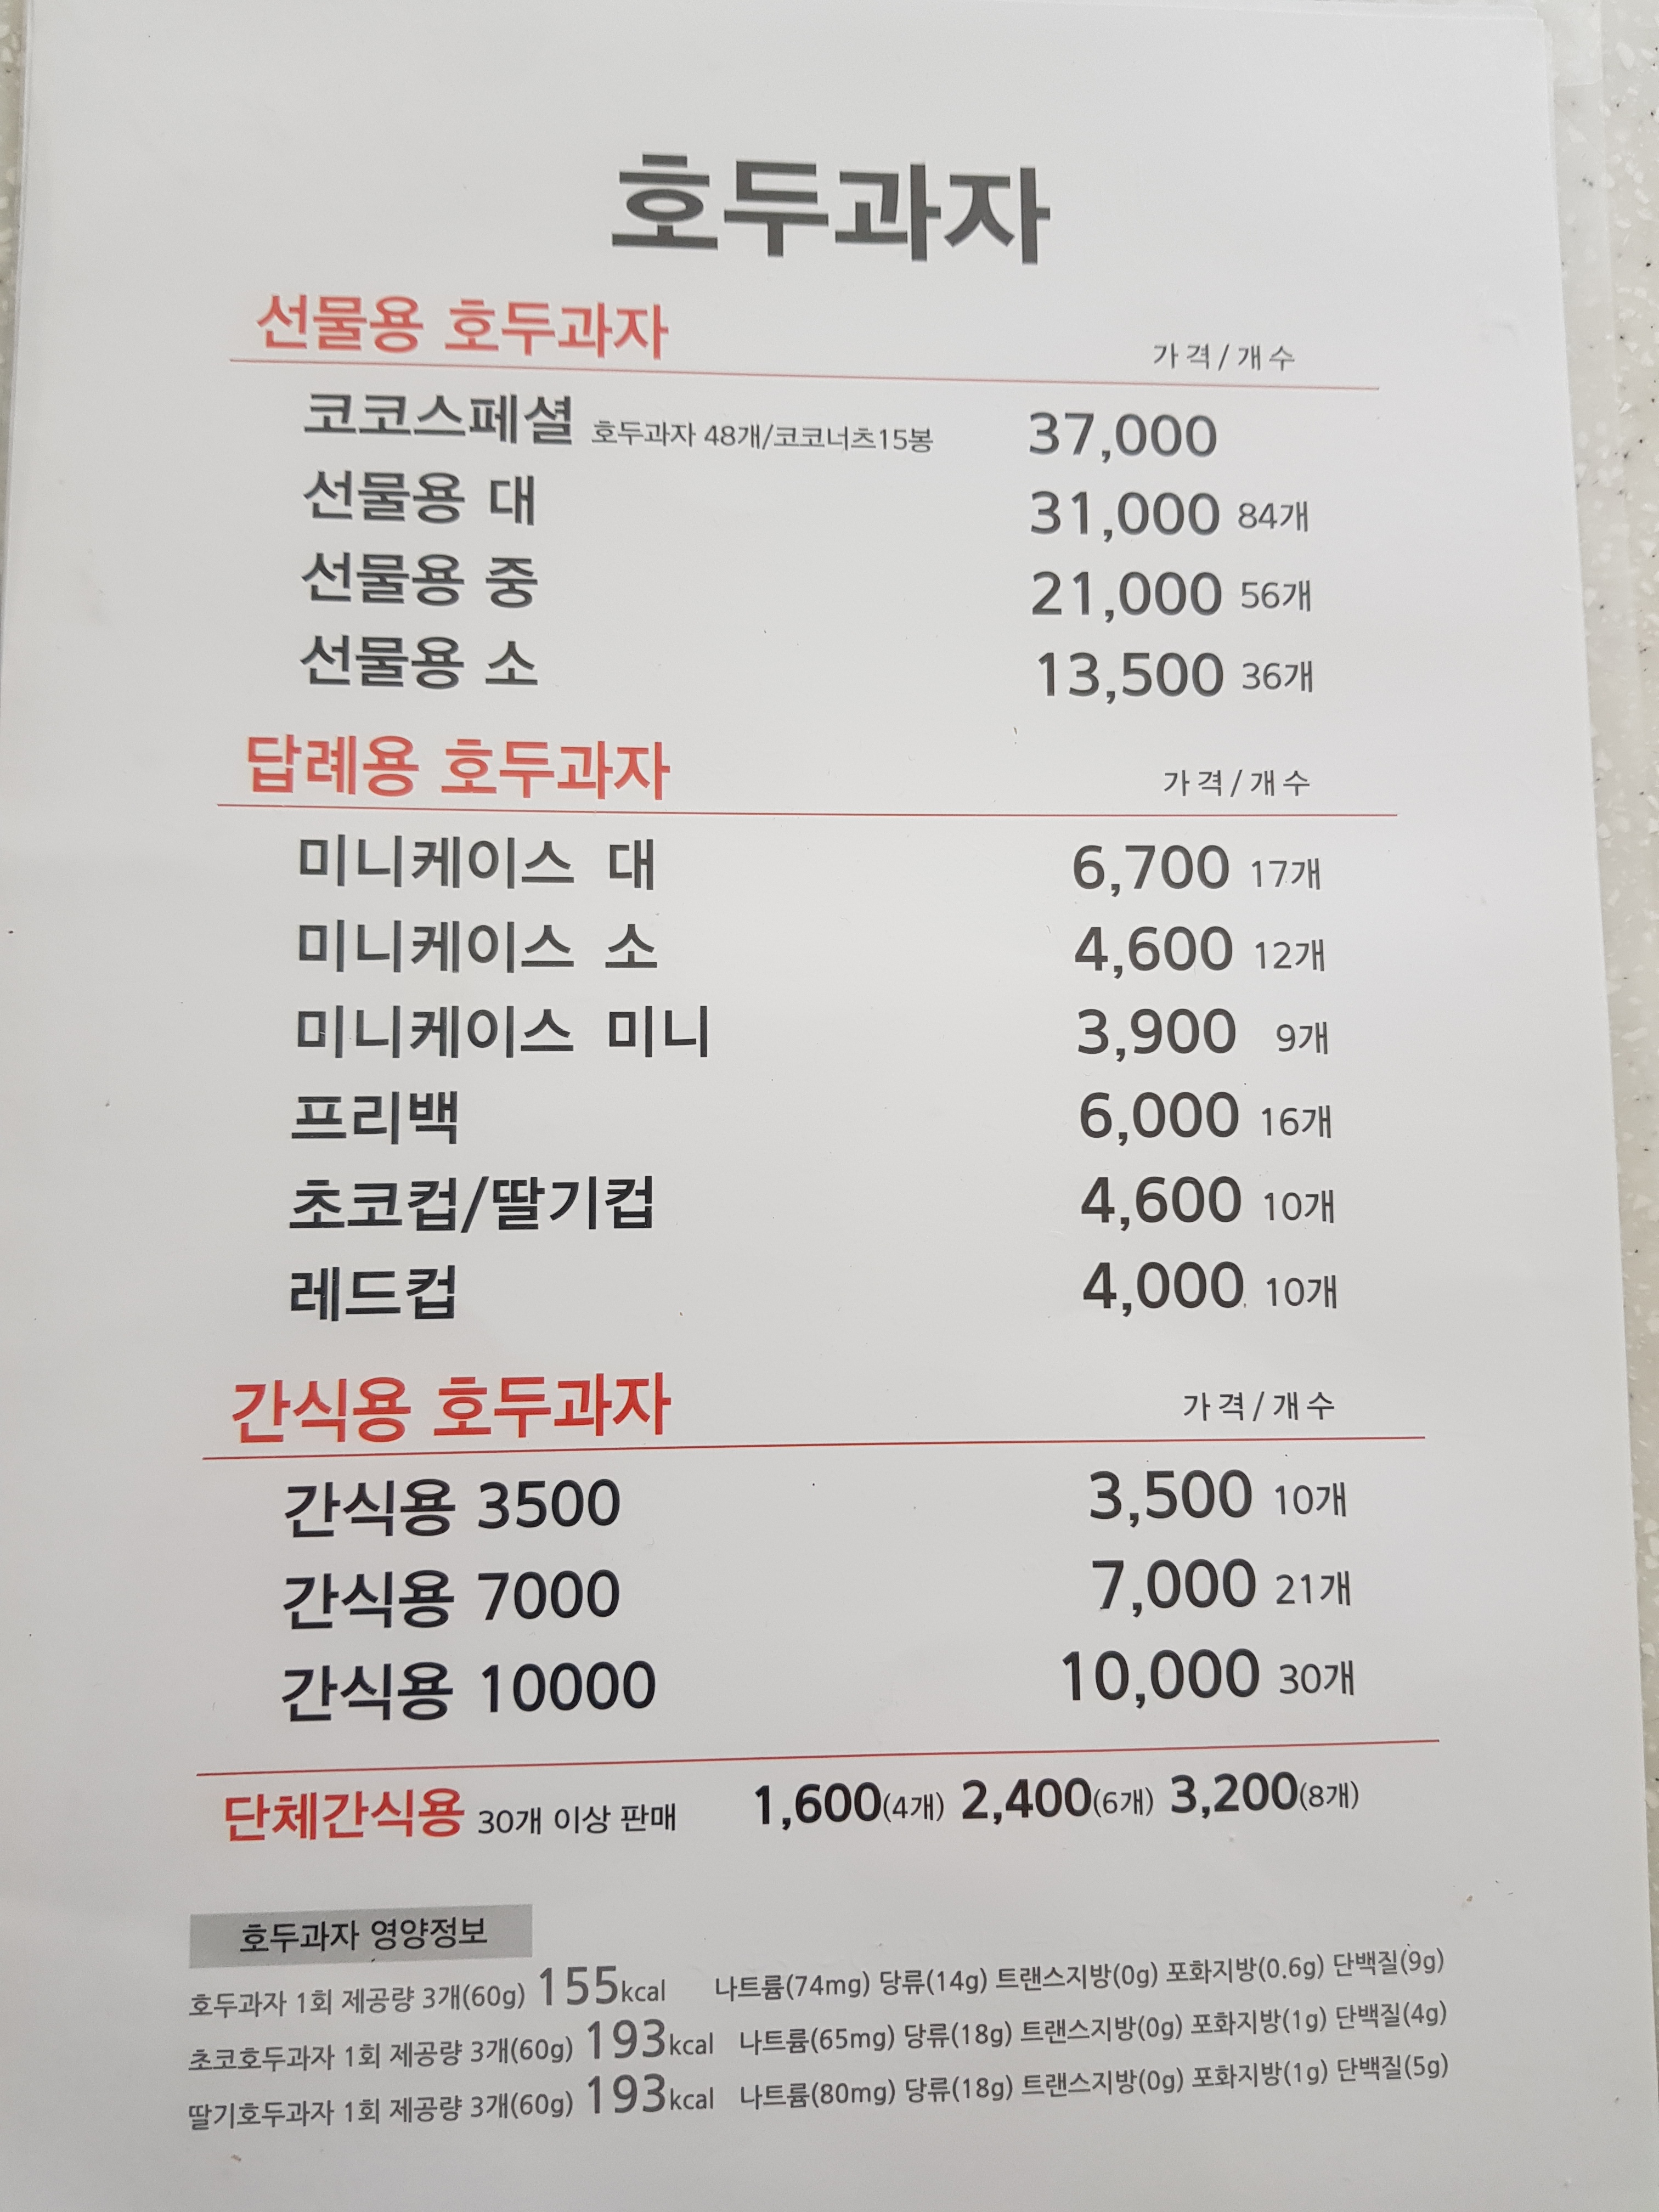 호두과자
선물용 호두과자 가격/개수
코코스페셜 호두과자 48개/코코너츠15봉 37,000
선물용 대 31,000 84개
선물용 중 21,000 56개
선물용 소 13,500 36개
답례용 호두과자 가격/개수
미니케이스 대 6,700 17개
미니케이스 소 4,600 12개
미니케이스 미니 3,900 9개
프리백 6,000 16개
초코컵/딸기컵 4,600 10개
레드컵 4,000 10개
간식용 호두과자 가격/개수
간식용 3500 3,500 10개
간식용 7000 7,000 21개
간식용 10000 10,000 30개
단체간식용 30개 이상 판매 1,600(4개) 2,400(6개) 3,200(8개)
호두과자 영양정보
호두과자 1회 제공량 3개(60g) 155kcal 나트륨(74mg) 당류(14g) 트랜스지방(0g) 포화지방(0.6g) 단백질(9g)
초코호두과자 1회 제공량 3개(60g) 193kcal 나트륨(65mg) 당류(18g) 트랜스지방(0g) 포화지방(1g) 단백질(4g)
딸기호두과자 1회 제공량 3개(60g) 193kcal 나트륨(80mg) 당류(18g) 트랜스지방(0g) 포화지방(1g) 단백질(5g)